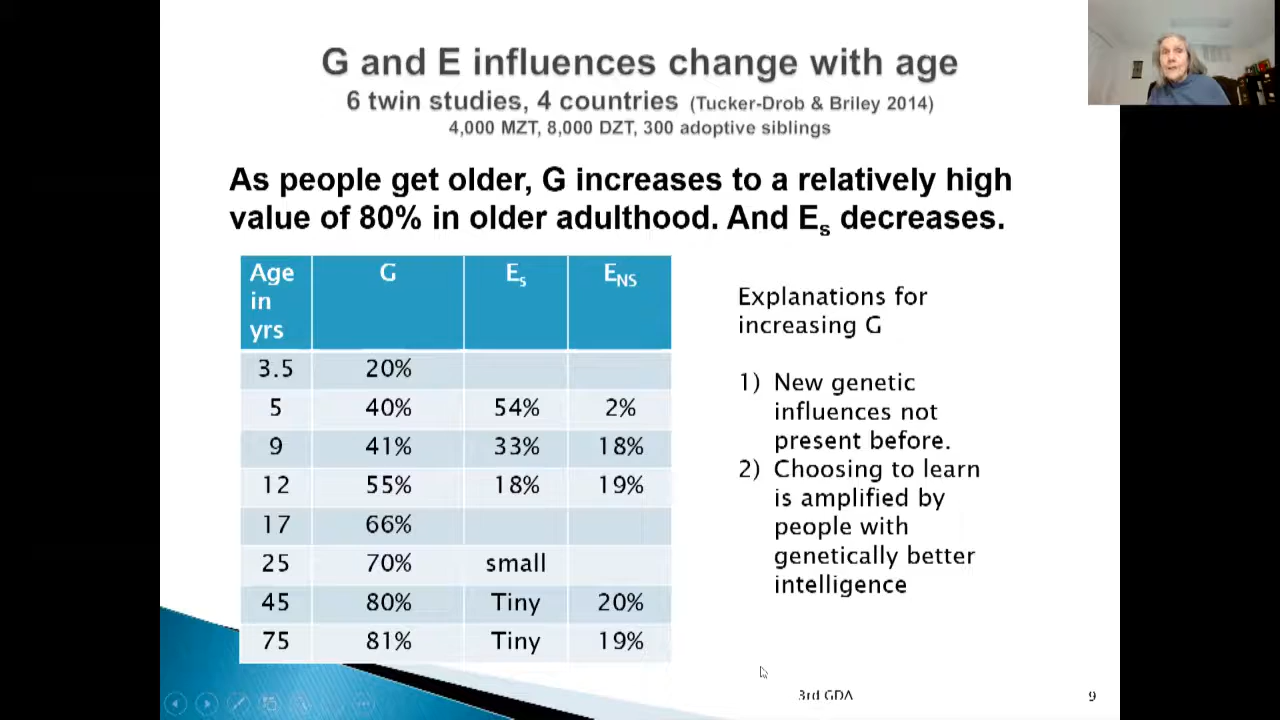 G and E influences change with age
6 twin studies, 4 countries (Tucker-Drob & Briley 2014)
4,000 MZT, 8,000 DZT, 300 adoptive siblings
As people get older, G increases to a relatively high
value of 80% in older adulthood. And Es decreases.
Age in yrs G Es ENS
3.5 20%
5 40% 54% 2%
9 41% 33% 18%
12 55% 18% 19%
17 66%
25 70% small
45 80% Tiny 20%
75 81% Tiny 19%
Explanations for
increasing G
1) New genetic
influences not
present before.
2) Choosing to learn
is amplified by
people with
genetically better
intelligence
3rd GDA
9